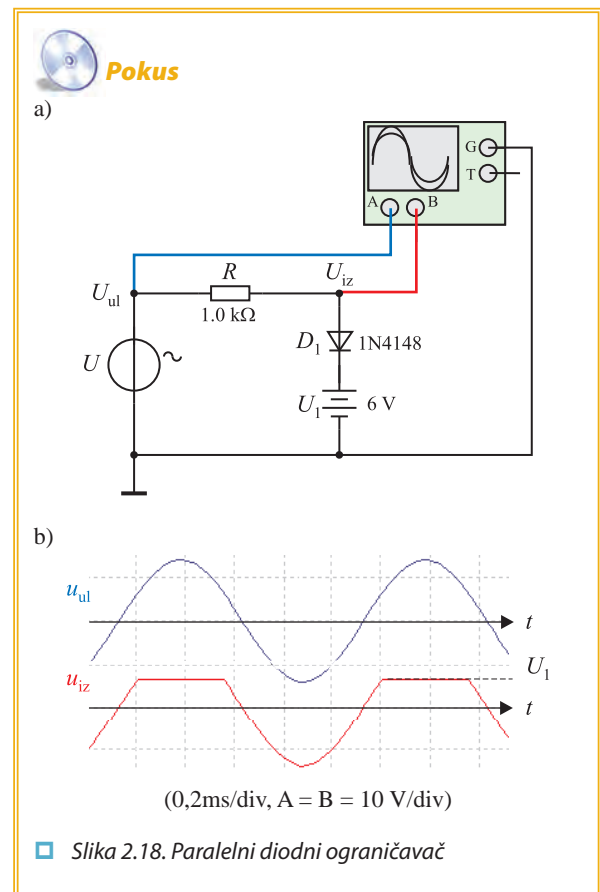 Pokus
a)
G
T
A B
R
U_iz
U_ul
1.0 kΩ
D_1 1N4148
U
U_1 6 V
b)
u_ul
t
U_1
u_iz
t
(0,2ms/div, A = B = 10 V/div)
Slika 2.18. Paralelni diodni ograničavač